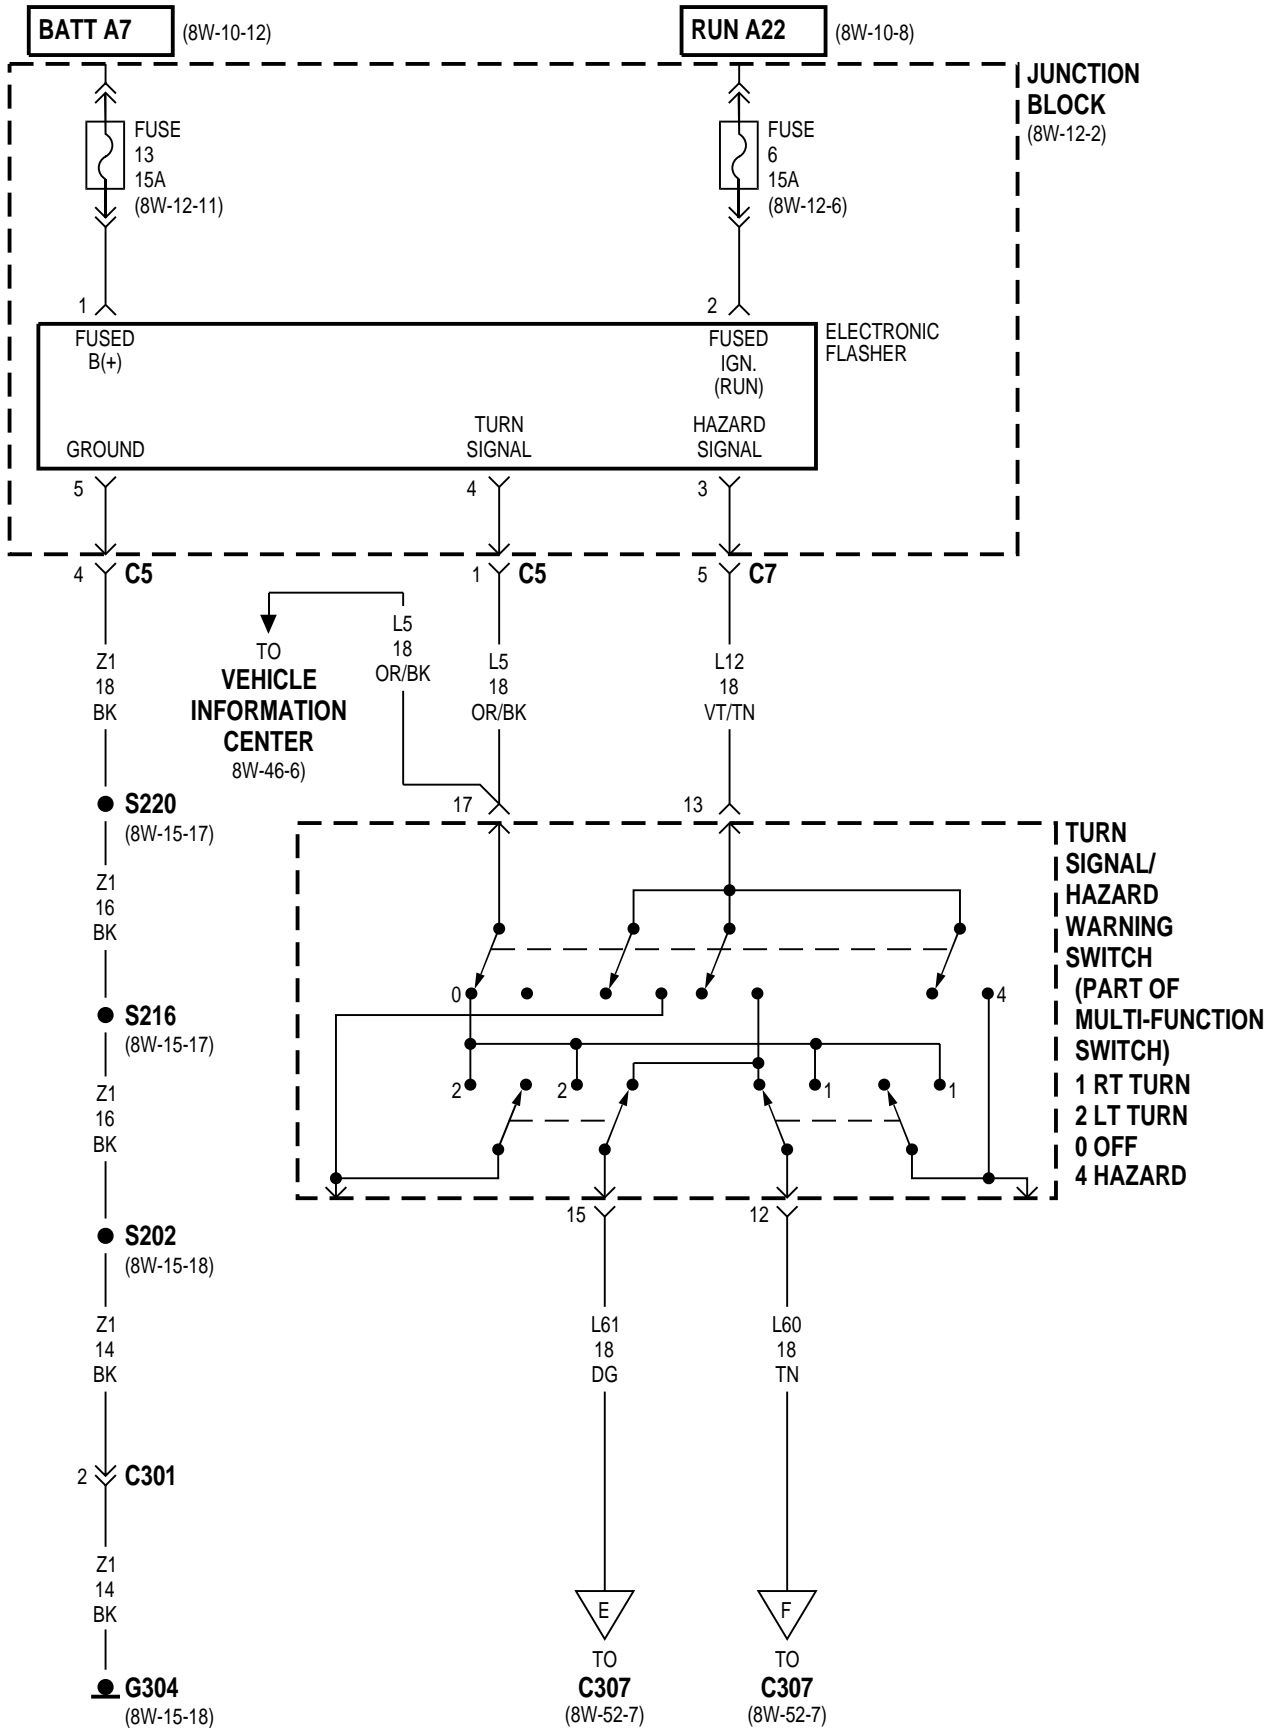 BATT A7 (8W-10-12)
RUN A22 (8W-10-8)
JUNCTION
BLOCK
(8W-12-2)
FUSE
13
15A
(8W-12-11)
FUSE
6
15A
(8W-12-6)
1
2
FUSED
B(+)
FUSED
IGN.
(RUN)
ELECTRONIC
FLASHER
GROUND
TURN
SIGNAL
HAZARD
SIGNAL
5
4
3
4 C5
1 C5
5 C7
Z1
18
BK
TO
VEHICLE
INFORMATION
CENTER
8W-46-6)
L5
18
OR/BK
L5
18
OR/BK
L12
18
VT/TN
S220
(8W-15-17)
17
13
TURN
SIGNAL/
HAZARD
WARNING
SWITCH
(PART OF
MULTI-FUNCTION
SWITCH)
1 RT TURN
2 LT TURN
0 OFF
4 HAZARD
Z1
16
BK
0
4
2
2
1
1
S216
(8W-15-17)
Z1
16
BK
15
12
S202
(8W-15-18)
Z1
14
BK
L61
18
DG
L60
18
TN
2 C301
Z1
14
BK
E
F
TO
C307
(8W-52-7)
TO
C307
(8W-52-7)
G304
(8W-15-18)